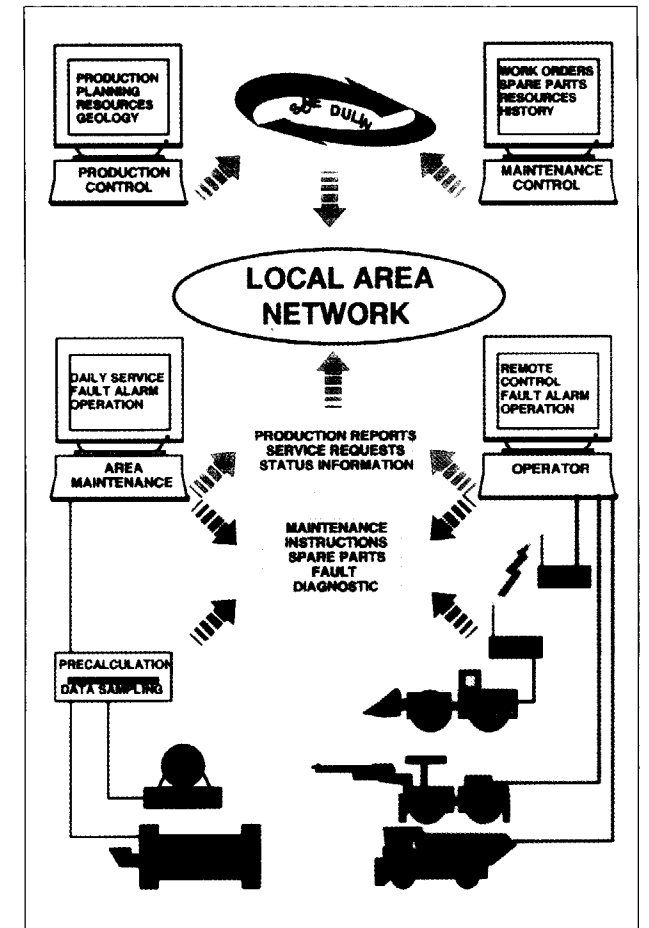 PRODUCTION
PLANNING
RESOURCES
GEOLOGY
PRODUCTION
CONTROL
WORK ORDERS
SPARE PARTS
RESOURCES
HISTORY
MAINTENANCE
CONTROL
LOCAL AREA
NETWORK
DAILY SERVICE
FAULT ALARM
OPERATION
AREA
MAINTENANCE
REMOTE
CONTROL
FAULT ALARM
OPERATION
OPERATOR
PRODUCTION REPORTS
SERVICE REQUESTS
STATUS INFORMATION
MAINTENANCE
INSTRUCTIONS
SPARE PARTS
FAULT
DIAGNOSTIC
PRECALCULATION
DATA SAMPLING